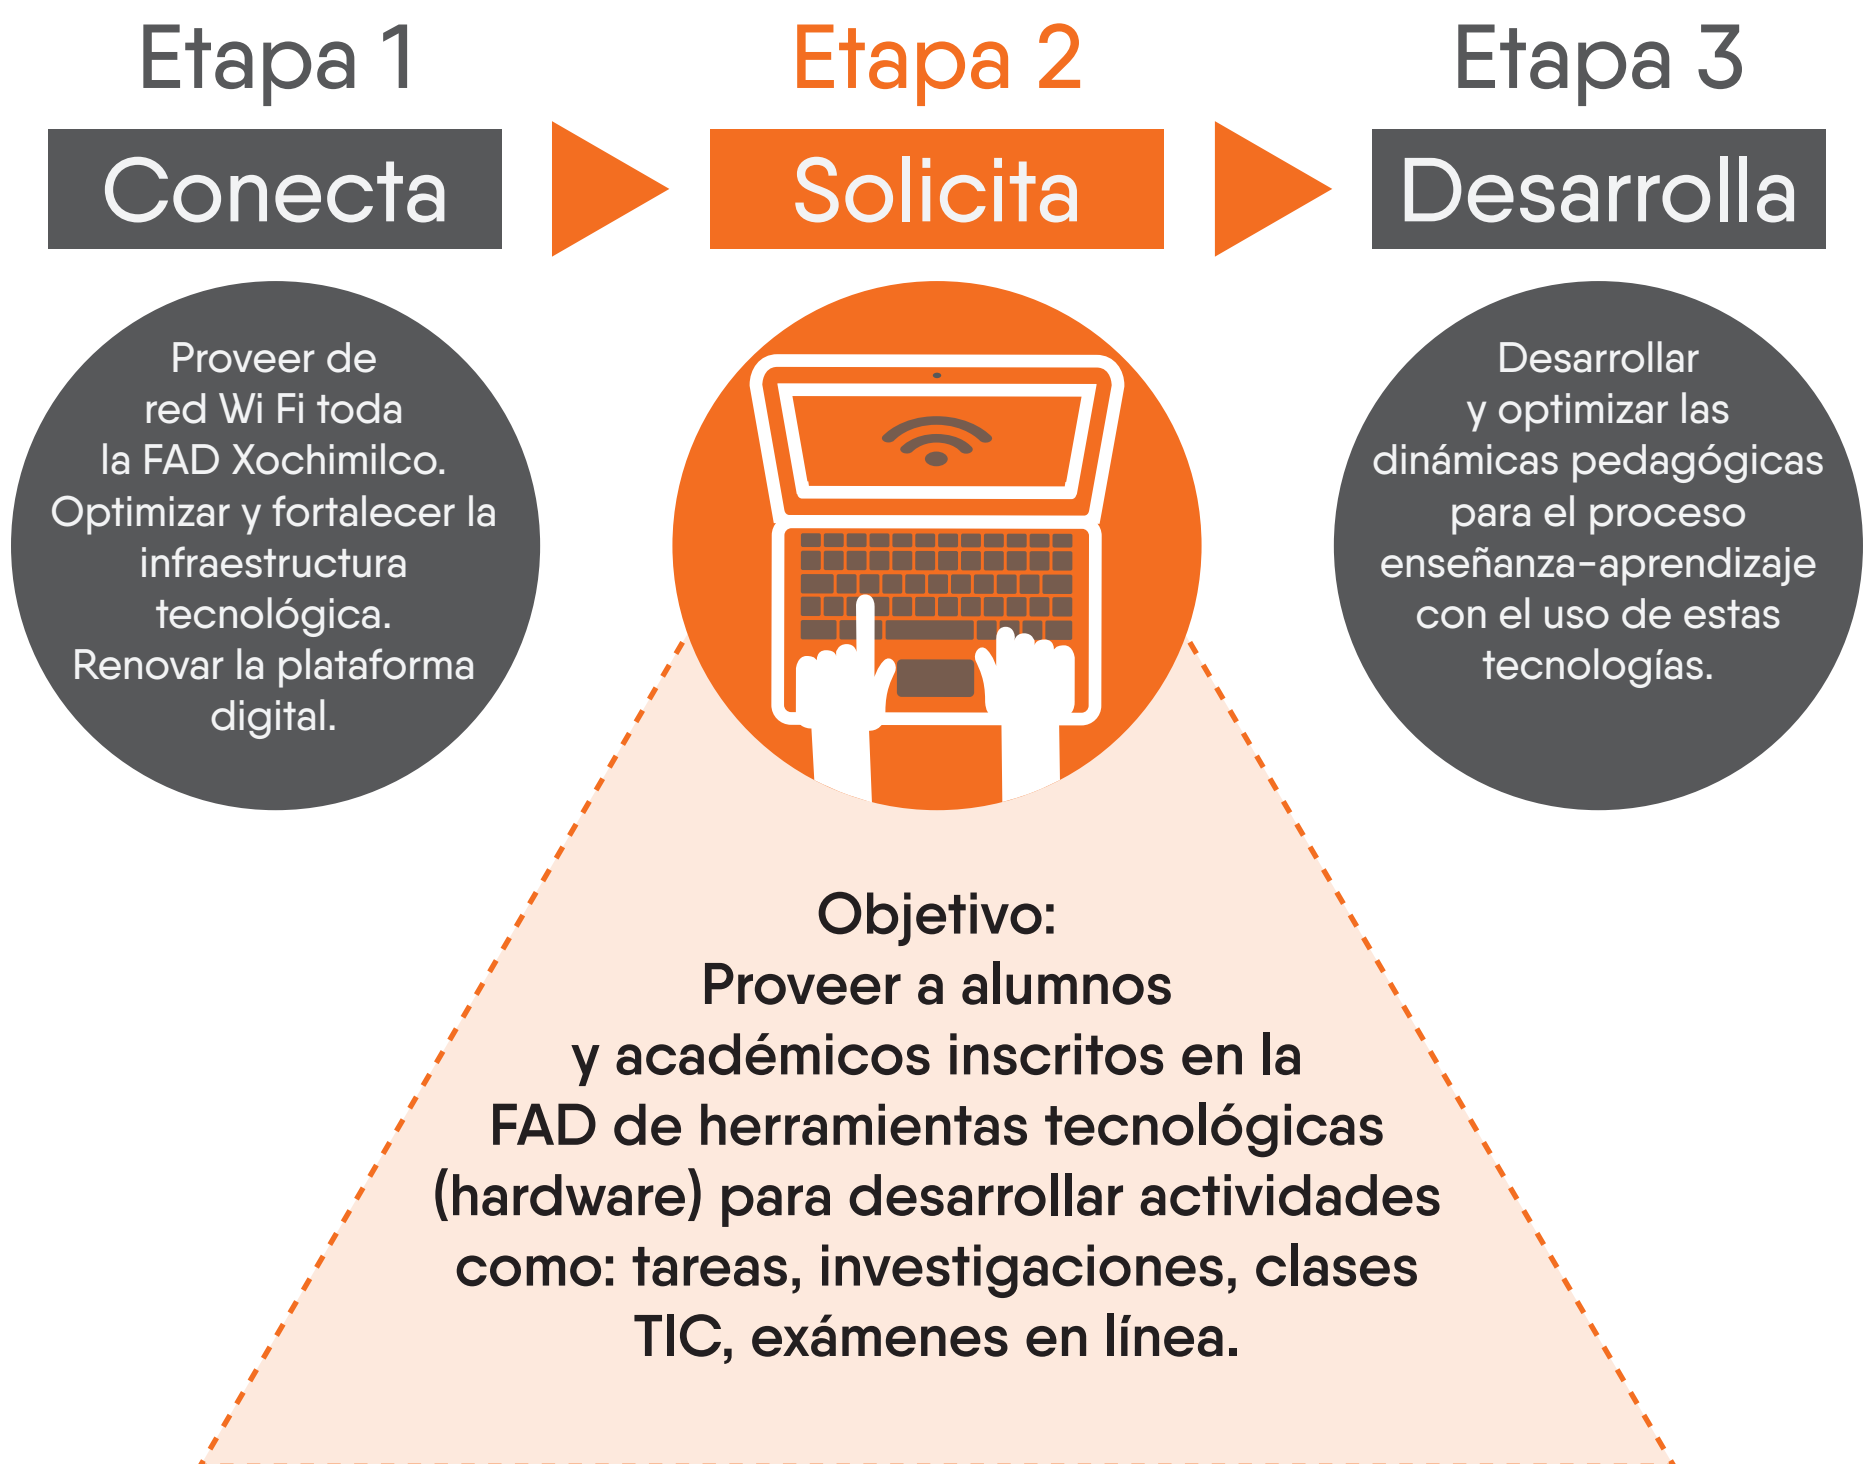 Etapa 1
Conecta
Proveer de
red Wi Fi toda
la FAD Xochimilco.
Optimizar y fortalecer la
infraestructura
tecnológica.
Renovar la plataforma
digital.
Etapa 2
Solicita
Objetivo:
Proveer a alumnos
y académicos inscritos en la
FAD de herramientas tecnológicas
(hardware) para desarrollar actividades
como: tareas, investigaciones, clases
TIC, exámenes en línea.
Etapa 3
Desarrolla
Desarrollar
y optimizar las
dinámicas pedagógicas
para el proceso
enseñanza-aprendizaje
con el uso de estas
tecnologías.